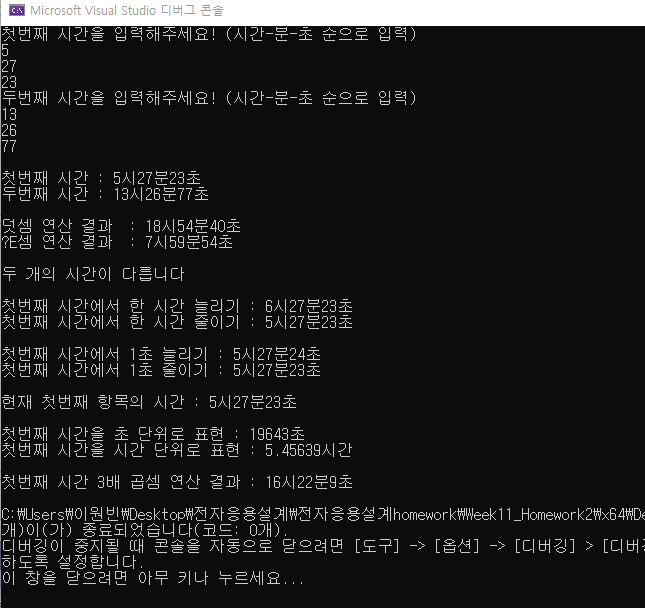 Microsoft Visual Studio 디버그 콘솔
첫번째 시간을 입력해주세요! (시간-분-초 순으로 입력)
5
27
23
두번째 시간을 입력해주세요! (시간-분-초 순으로 입력)
13
26
77
첫번째 시간 : 5시27분23초
두번째 시간 : 13시26분77초
덧셈 연산 결과  : 18시54분40초
?E셈 연산 결과  : 7시59분54초
두 개의 시간이 다릅니다
첫번째 시간에서 한 시간 늘리기 : 6시27분23초
첫번째 시간에서 한 시간 줄이기 : 5시27분23초
첫번째 시간에서 1초 늘리기 : 5시27분24초
첫번째 시간에서 1초 줄이기 : 5시27분23초
현재 첫번째 항목의 시간 : 5시27분23초
첫번째 시간을 초 단위로 표현 : 19643초
첫번째 시간을 시간 단위로 표현 : 5.45639시간
첫번째 시간 3배 곱셈 연산 결과 : 16시22분9초
C:₩Users₩이원빈₩Desktop₩전자응용설계₩전자응용설계homework₩Week11_Homework2₩x64₩De
개)이(가) 종료되었습니다(코드: 0개).
디버깅이 중지될 때 콘솔을 자동으로 닫으려면 [도구] -> [옵션] -> [디버깅] > [디버깅
하도록 설정합니다.
이 창을 닫으려면 아무 키나 누르세요...